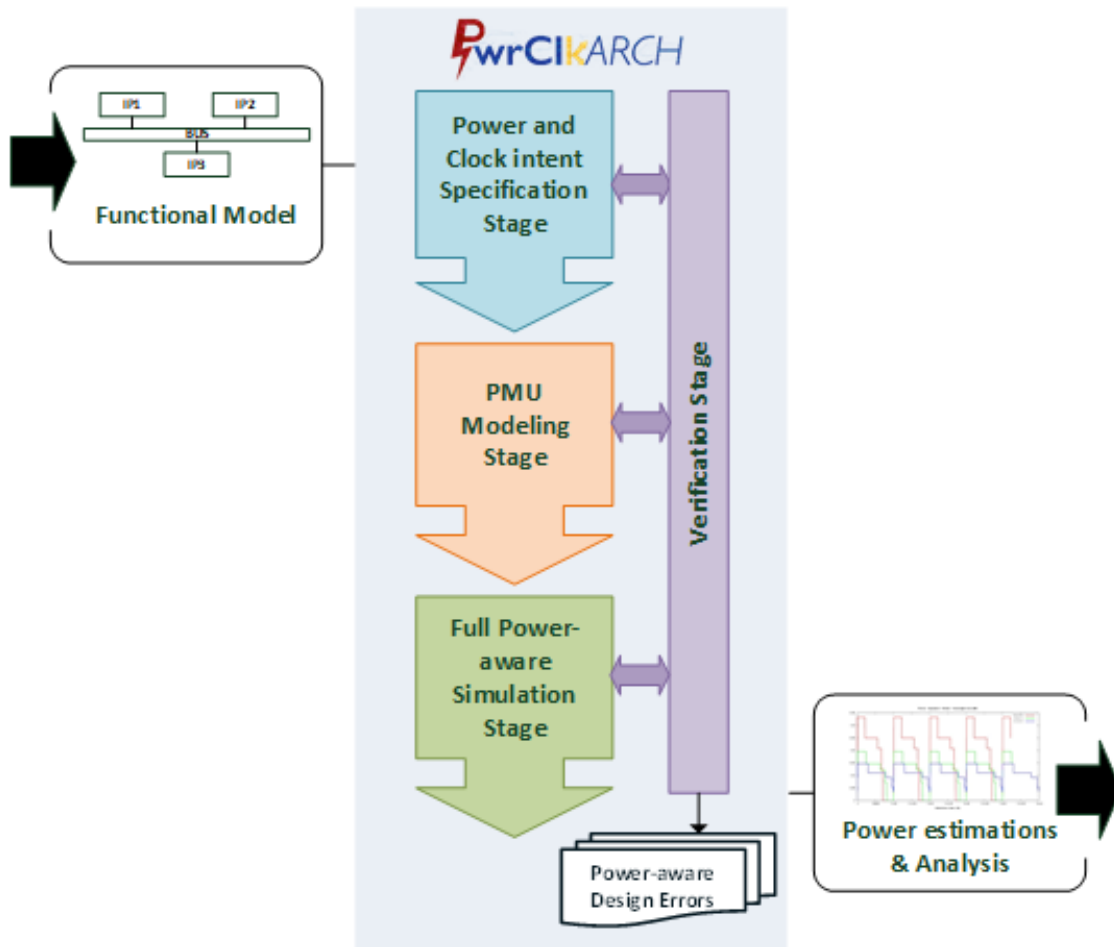 PwrClkARCH
IP1
IP2
BUS
IP3
Functional Model
Power and
Clock intent
Specification
Stage
PMU
Modeling
Stage
Full Power-
aware
Simulation
Stage
Verification Stage
Power-aware
Design Errors
Power estimations
& Analysis